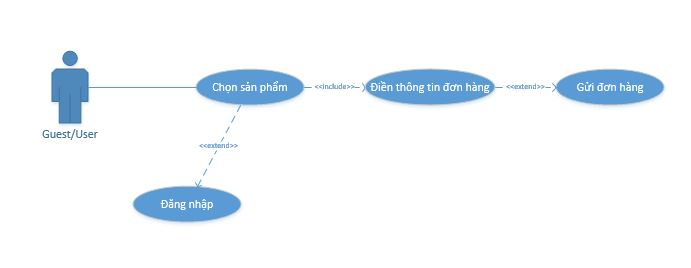 Chọn sản phẩm
<<include>>
Điền thông tin đơn hàng
<<extend>>
Gửi đơn hàng
Guest/User
<<extend>>
Đăng nhập